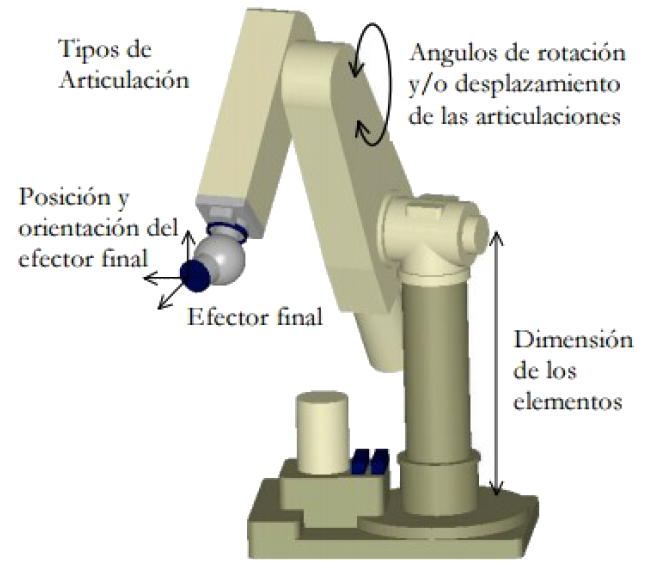 Tipos de
Articulación
Angulos de rotación
y/o desplazamiento
de las articulaciones
Posición y
orientación del
efector final
Efector final
Dimensión
de los
elementos